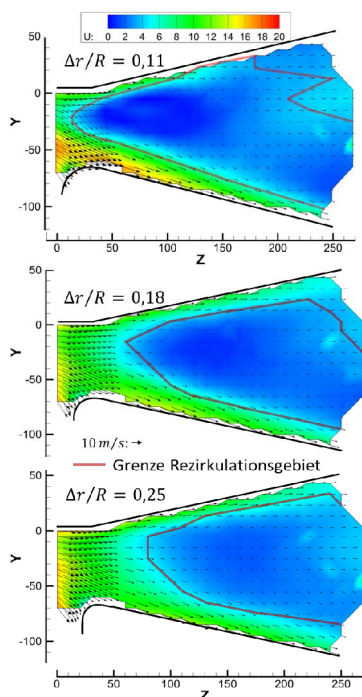 U: 0 2 4 6 8 10 12 14 16 18 20
Δr/R = 0,11
50
0
-50
-100
Y
0 50 100 150 200 250
Z
Δr/R = 0,18
50
0
-50
-100
Y
10 m/s: →
Grenze Rezirkulationsgebiet
Δr/R = 0,25
50
0
-50
-100
Y
0 50 100 150 200 250
Z